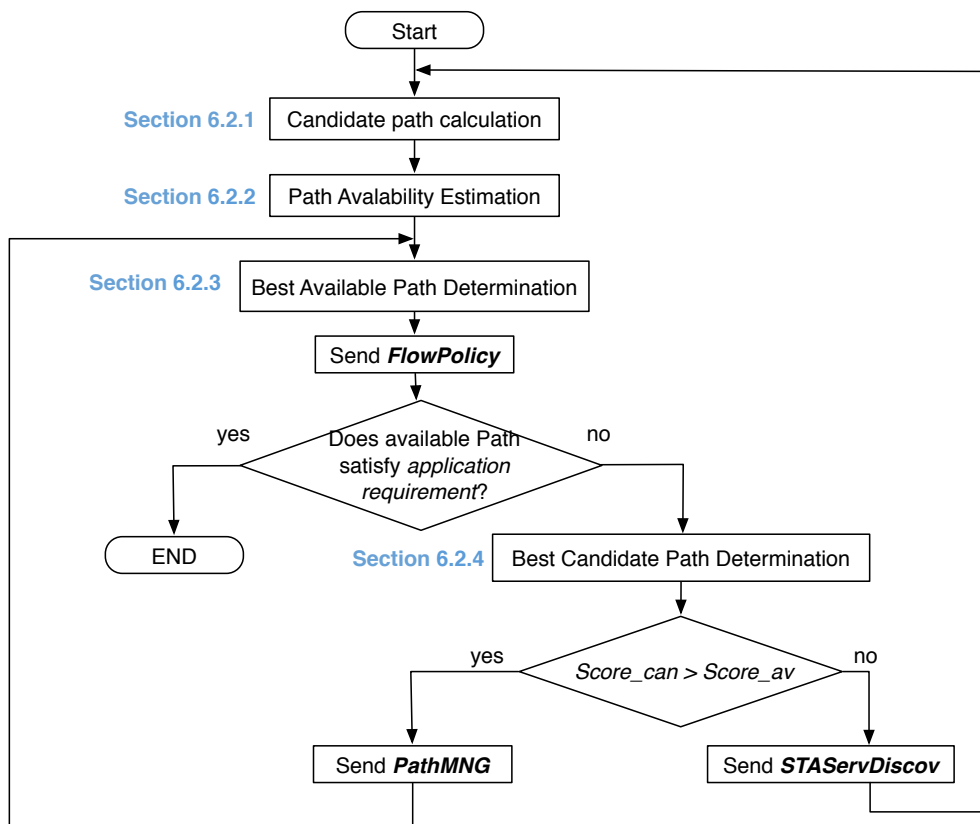 Start
Section 6.2.1
Candidate path calculation
Section 6.2.2
Path Avalability Estimation
Section 6.2.3
Best Available Path Determination
Send FlowPolicy
yes
no
Does available Path
satisfy application
requirement?
END
Section 6.2.4
Best Candidate Path Determination
yes
no
Score_can > Score_av
Send PathMNG
Send STAServDiscov